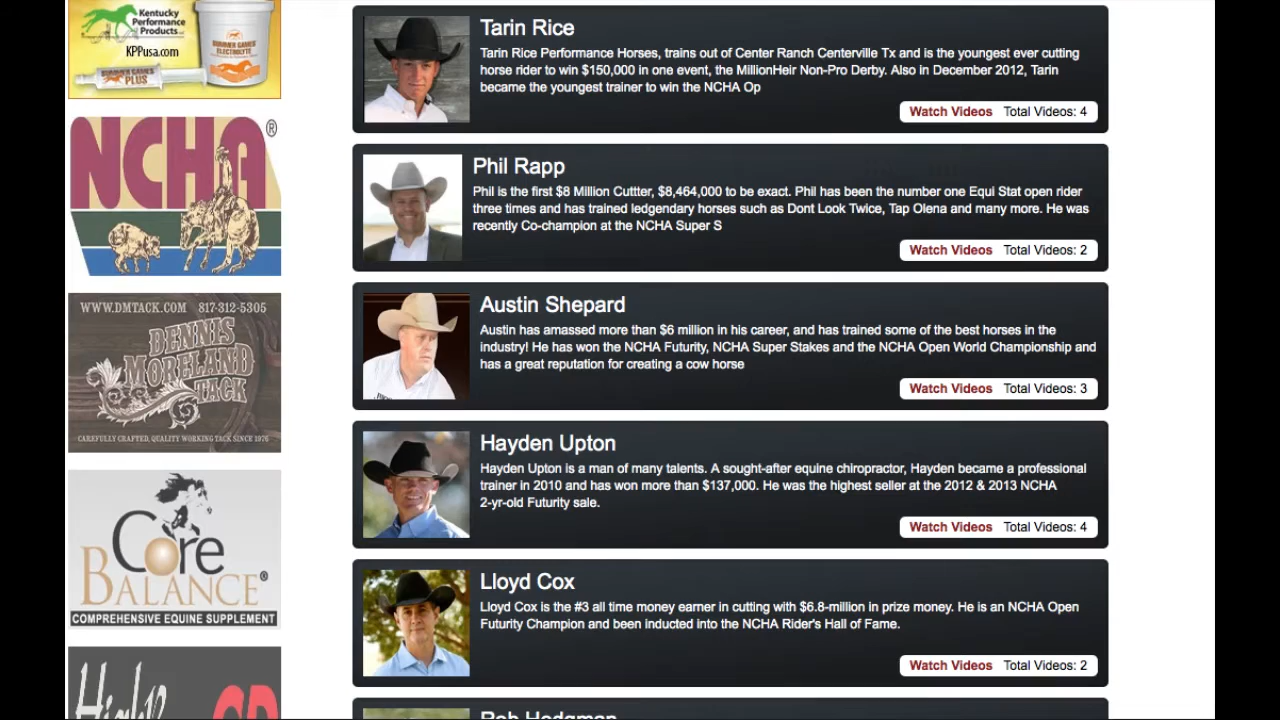 Kentucky
Performance
Products LLC
KPPusa.com
SUMMER GAMES
ELECTROLYTE
SUMMER GAMES
PLUS
NCHA®
WWW.DMTACK.COM 817-312-5305
DENNIS
MORELAND
TACK
CAREFULLY CRAFTED, QUALITY WORKING TACK SINCE 1976
Core
BALANCE®
COMPREHENSIVE EQUINE SUPPLEMENT
Tarin Rice
Tarin Rice Performance Horses, trains out of Center Ranch Centerville Tx and is the youngest ever cutting
horse rider to win $150,000 in one event, the MillionHeir Non-Pro Derby. Also in December 2012, Tarin
became the youngest trainer to win the NCHA Op
Watch Videos Total Videos: 4
Phil Rapp
Phil is the first $8 Million Cuttter, $8,464,000 to be exact. Phil has been the number one Equi Stat open rider
three times and has trained ledgendary horses such as Dont Look Twice, Tap Olena and many more. He was
recently Co-champion at the NCHA Super S
Watch Videos Total Videos: 2
Austin Shepard
Austin has amassed more than $6 million in his career, and has trained some of the best horses in the
industry! He has won the NCHA Futurity, NCHA Super Stakes and the NCHA Open World Championship and
has a great reputation for creating a cow horse
Watch Videos Total Videos: 3
Hayden Upton
Hayden Upton is a man of many talents. A sought-after equine chiropractor, Hayden became a professional
trainer in 2010 and has won more than $137,000. He was the highest seller at the 2012 & 2013 NCHA
2-yr-old Futurity sale.
Watch Videos Total Videos: 4
Lloyd Cox
Lloyd Cox is the #3 all time money earner in cutting with $6.8-million in prize money. He is an NCHA Open
Futurity Champion and been inducted into the NCHA Rider's Hall of Fame.
Watch Videos Total Videos: 2